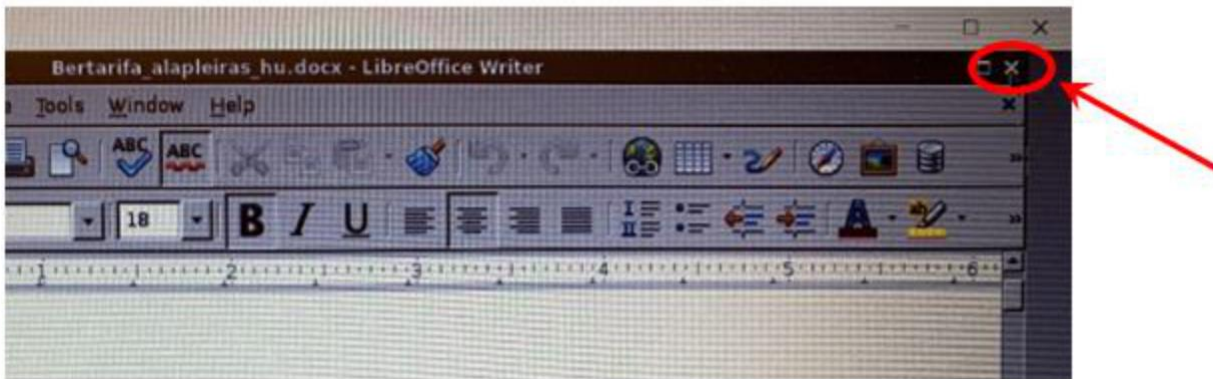 Bertarifa_alapleiras_hu.docx - LibreOffice Writer
Tools Window Help
ABC ABC
18 B I U
1 2 3 4 5 6